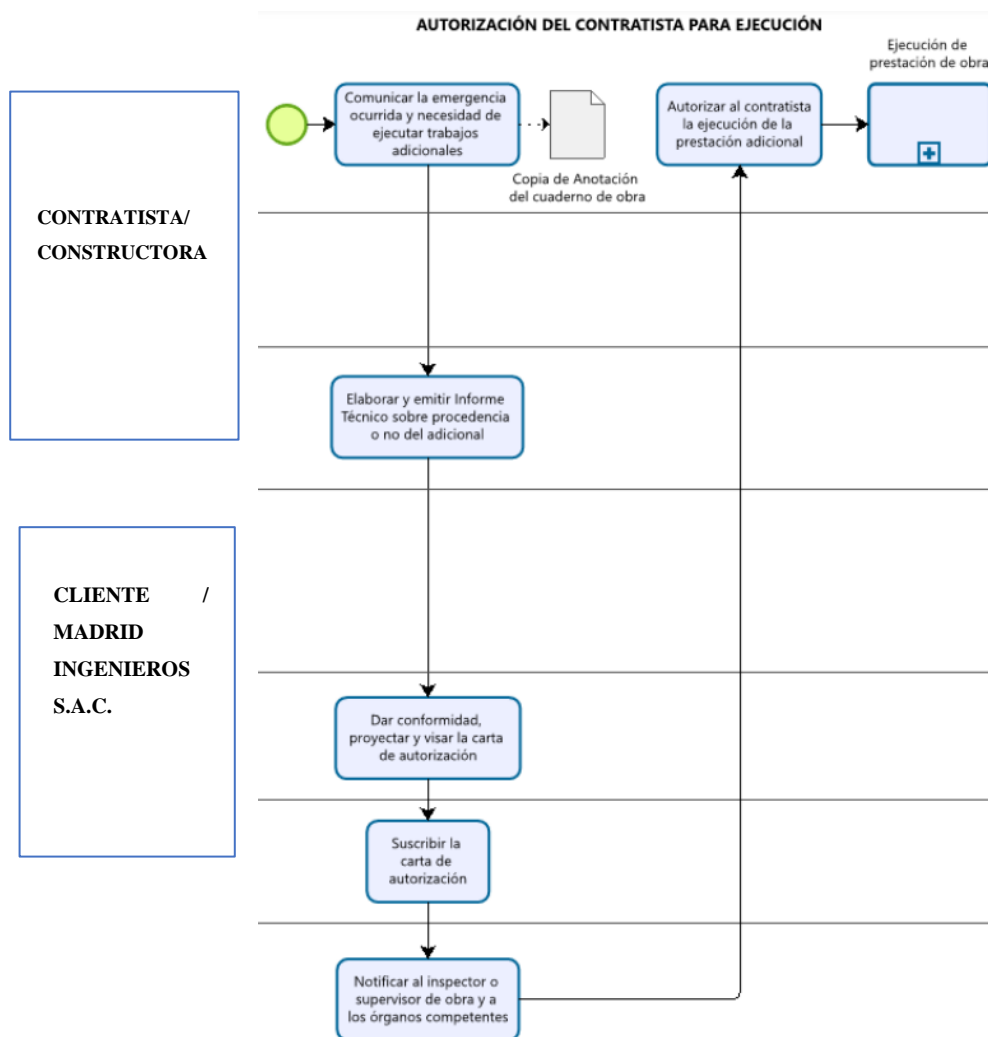 AUTORIZACIÓN DEL CONTRATISTA PARA EJECUCIÓN
CONTRATISTA/
CONSTRUCTORA
Comunicar la emergencia
ocurrida y necesidad de
ejecutar trabajos
adicionales
Copia de Anotación
del cuaderno de obra
Autorizar al contratista
la ejecución de la
prestación adicional
Ejecución de
prestación de obra
Elaborar y emitir Informe
Técnico sobre procedencia
o no del adicional
CLIENTE /
MADRID
INGENIEROS
S.A.C.
Dar conformidad,
proyectar y visar la carta
de autorización
Suscribir la
carta de
autorización
Notificar al inspector o
supervisor de obra y a
los órganos competentes